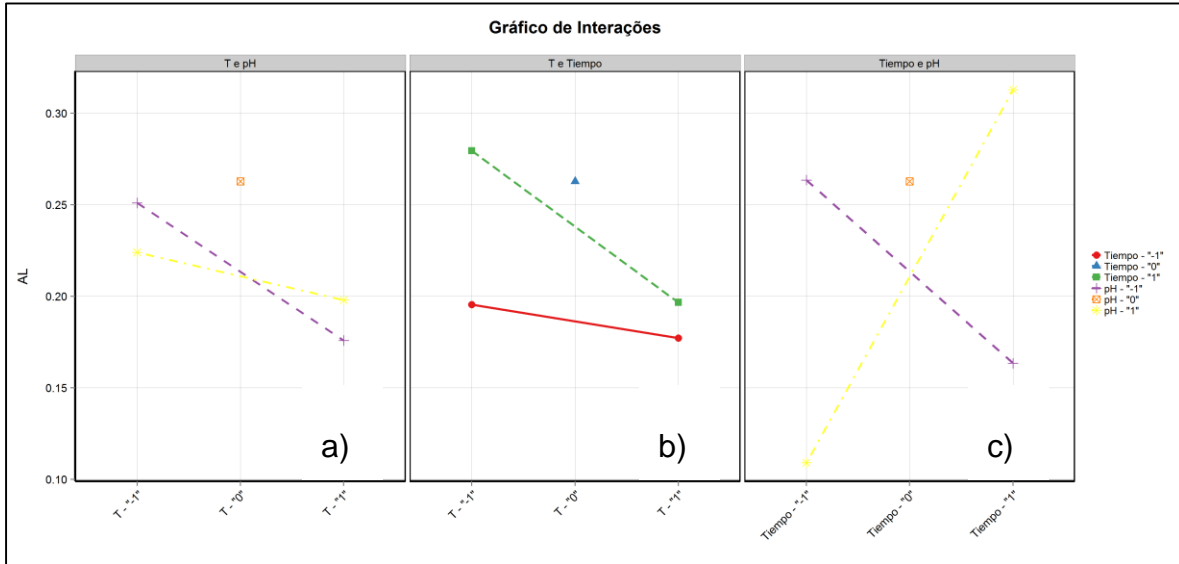 Gráfico de Interações
T e pH
T e Tiempo
Tiempo e pH
AL
0.30
0.25
0.20
0.15
0.10
a)
b)
c)
T - "-1"
T - "0"
T - "1"
T - "-1"
T - "0"
T - "1"
Tiempo - "-1"
Tiempo - "0"
Tiempo - "1"
Tiempo - "-1"
Tiempo - "0"
Tiempo - "1"
pH - "-1"
pH - "0"
pH - "1"